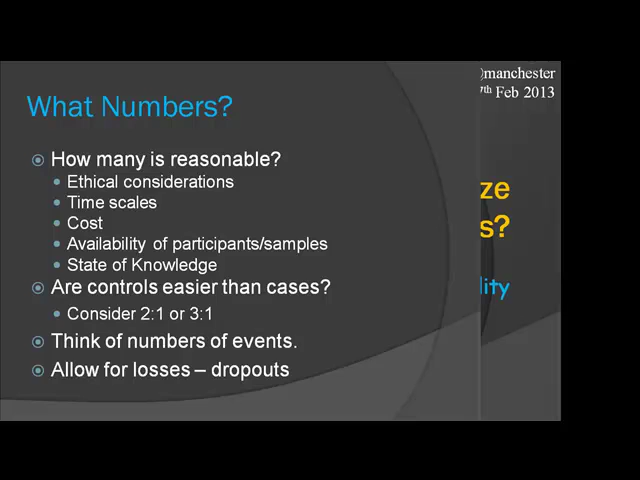 )manchester
7th Feb 2013
What Numbers?
How many is reasonable?
Ethical considerations
Time scales
Cost
Availability of participants/samples
State of Knowledge
Are controls easier than cases?
Consider 2:1 or 3:1
Think of numbers of events.
Allow for losses – dropouts
ze
s?
lity